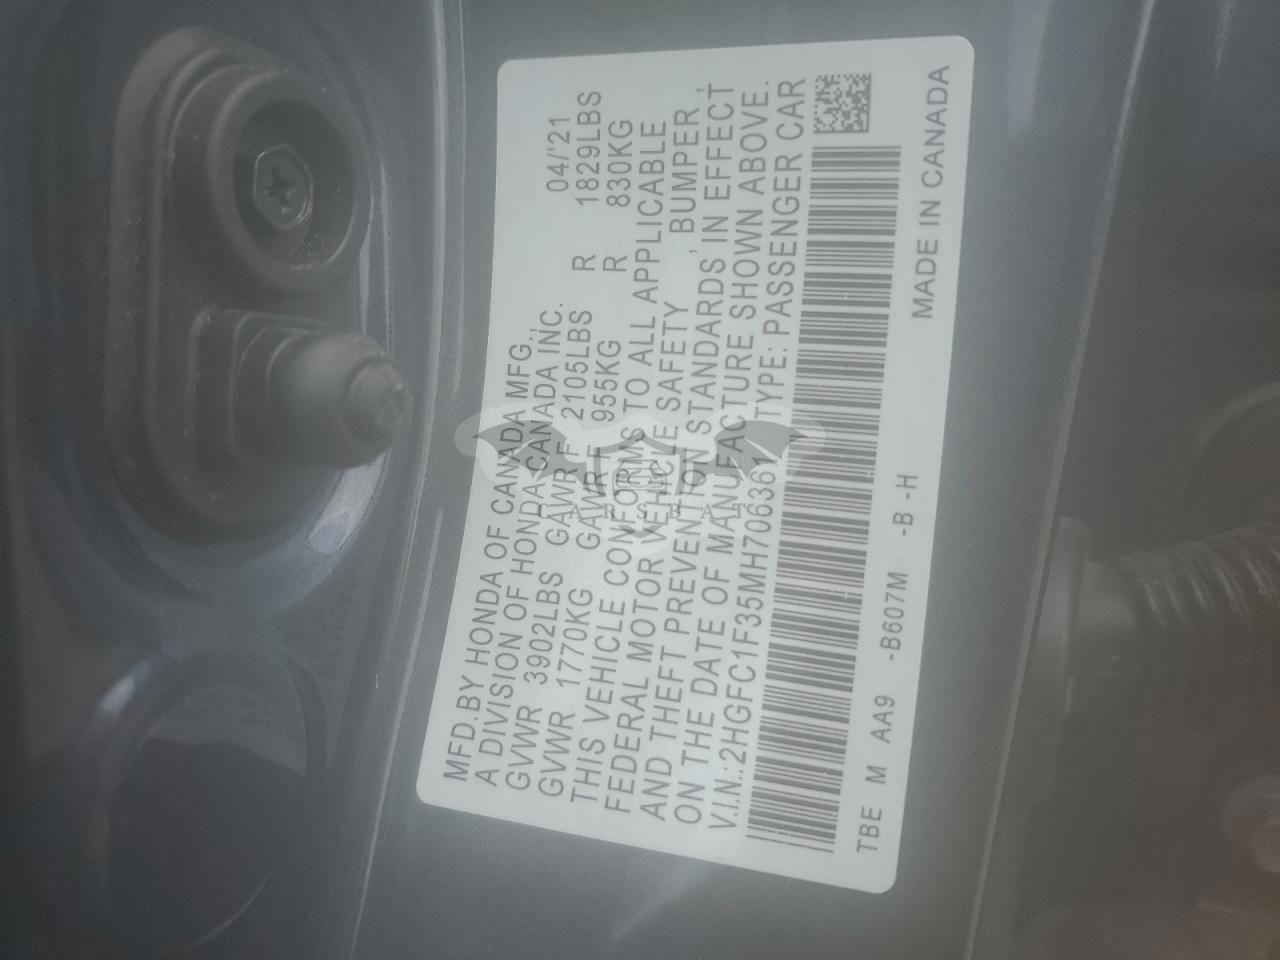 MFD.BY HONDA OF CANADA MFG., 04/'21
A DIVISION OF HONDA CANADA INC.
GVWR 3902LBS GAWR F 2105LBS R 1829LBS
GVWR 1770KG GAWR F 955KG R 830KG
THIS VEHICLE CONFORMS TO ALL APPLICABLE
FEDERAL MOTOR VEHICLE SAFETY, BUMPER,
AND THEFT PREVENTION STANDARDS IN EFFECT
ON THE DATE OF MANUFACTURE SHOWN ABOVE.
V.I.N.:2HGFC1F35MH706361 TYPE: PASSENGER CAR
TBE M AA9 -B607M -B -H MADE IN CANADA
CARSBAT